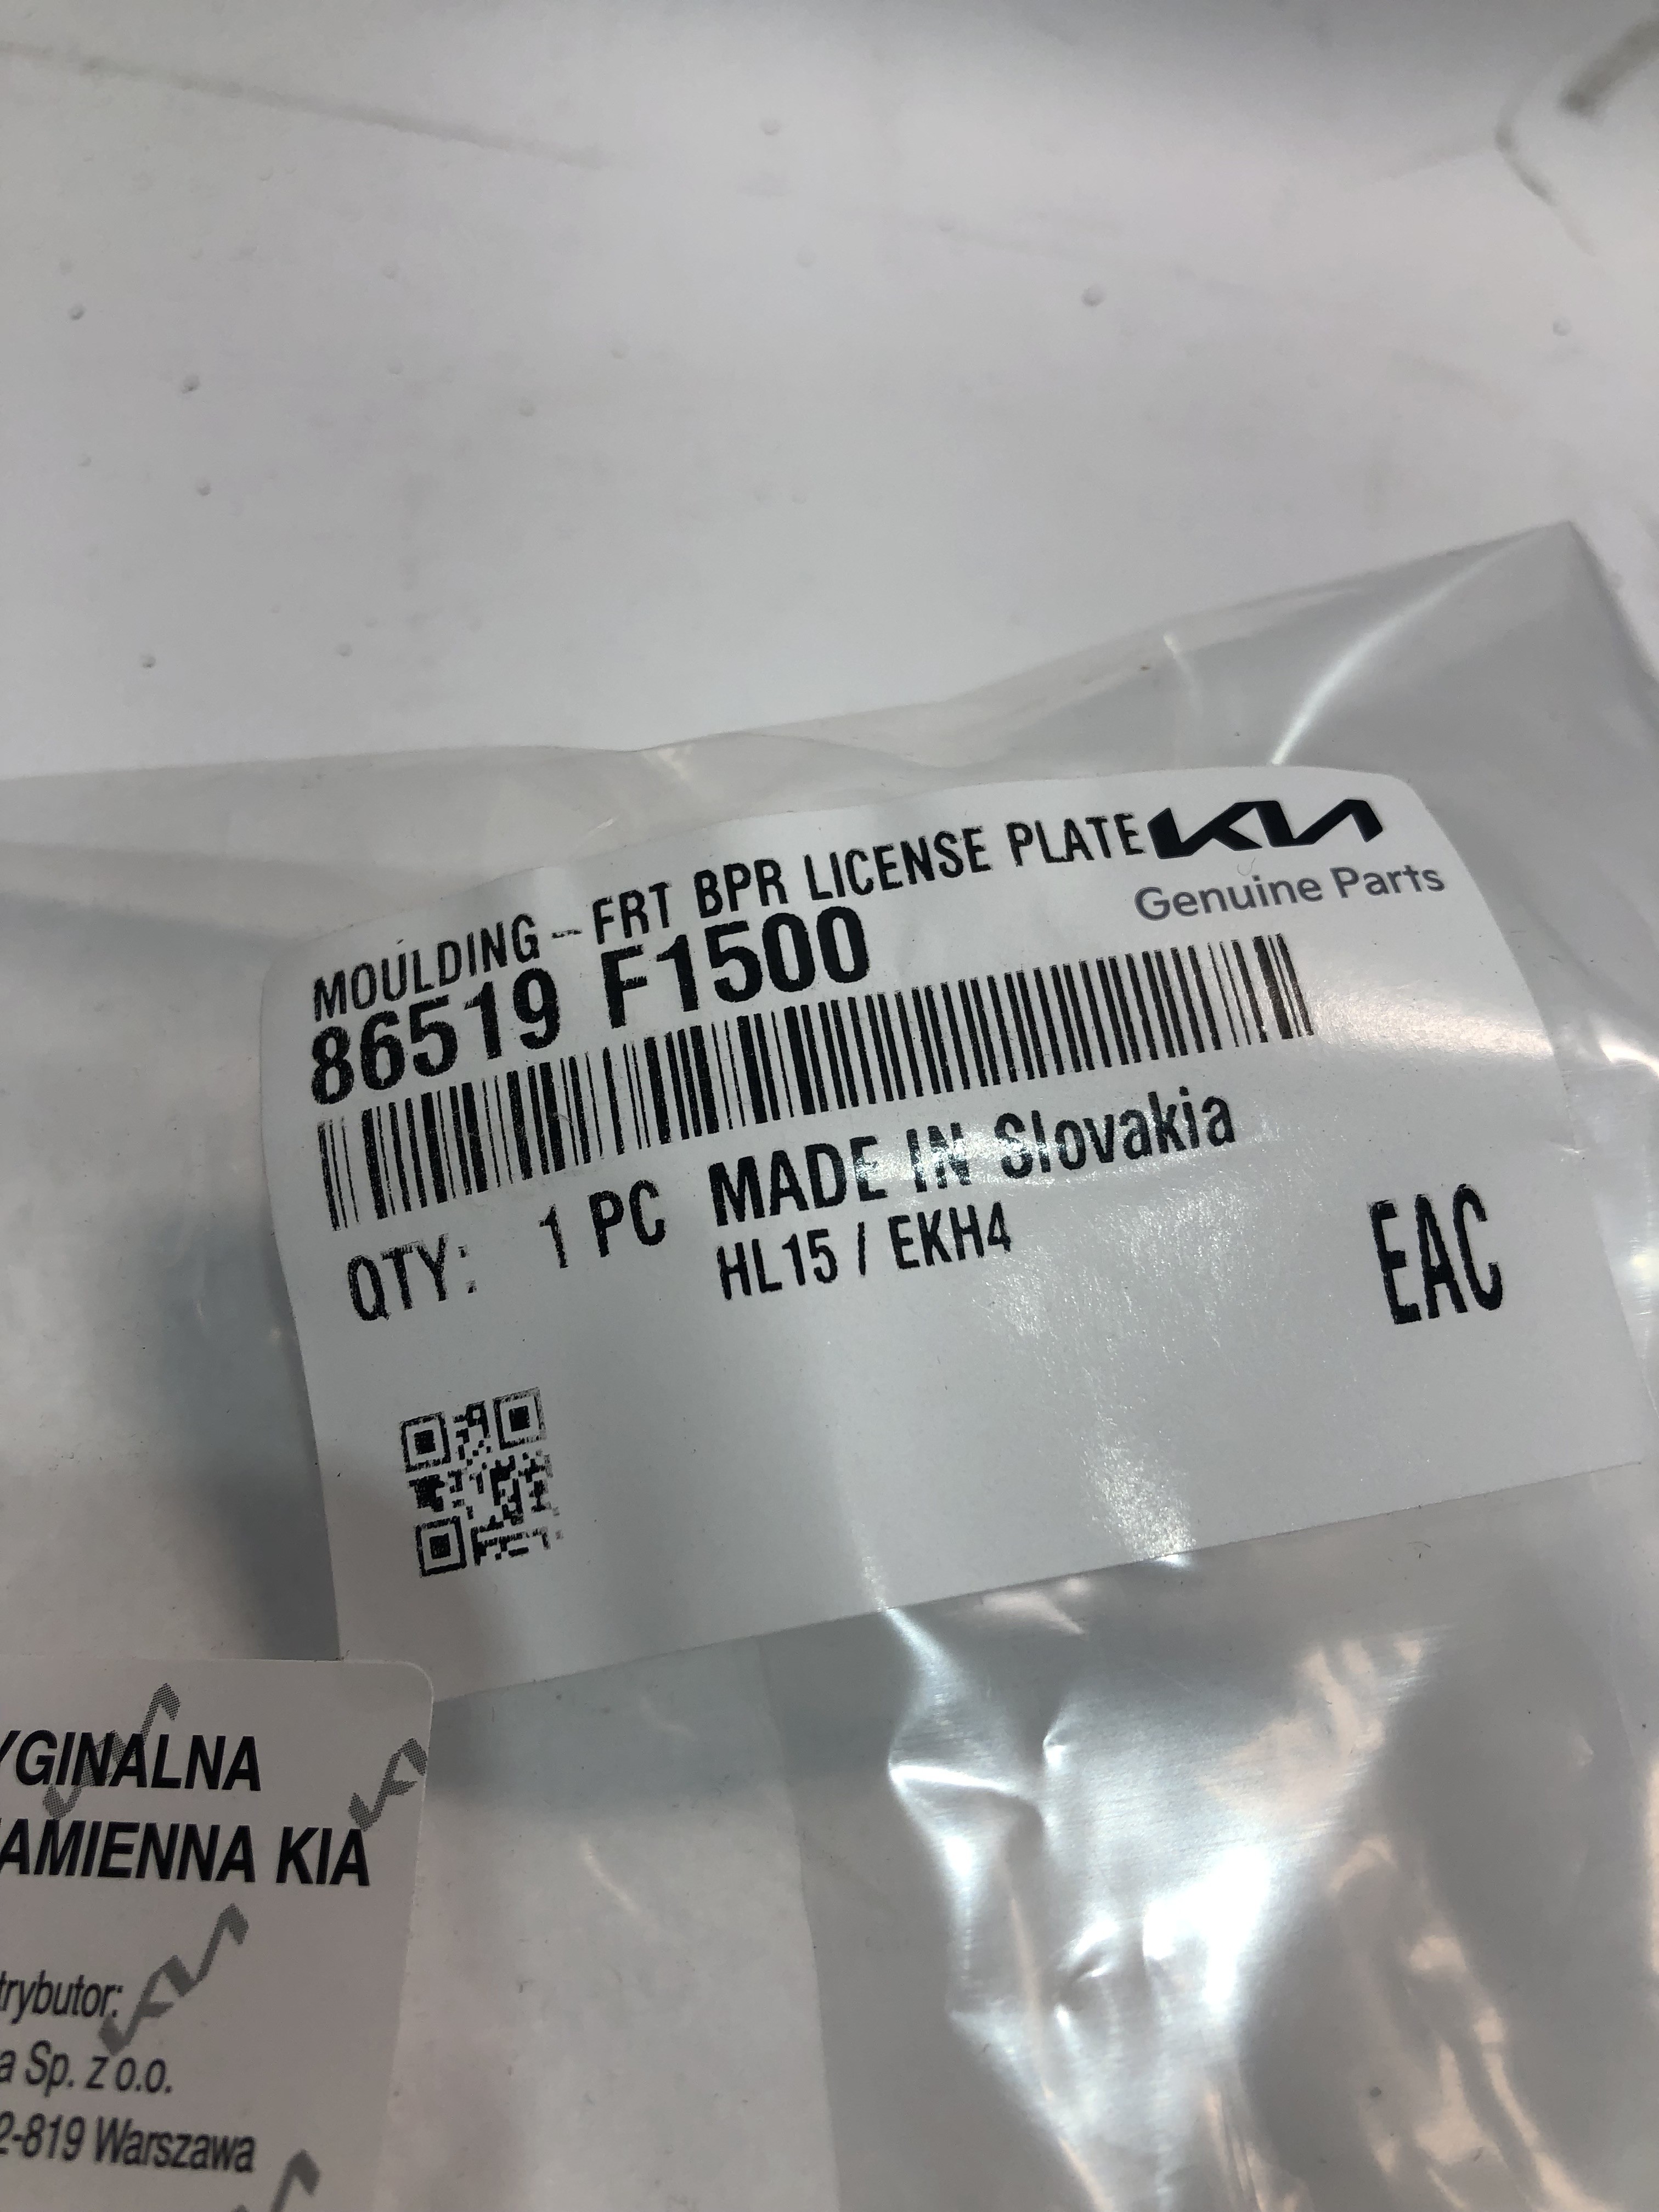 MOULDING - FRT BPR LICENSE PLATE KIA
Genuine Parts
86519 F1500
QTY: 1 PC MADE IN Slovakia
HL15 / EKH4
EAC
YGINALNA
AMIENNA KIA
trybutor:
a Sp. z o.o.
2-819 Warszawa